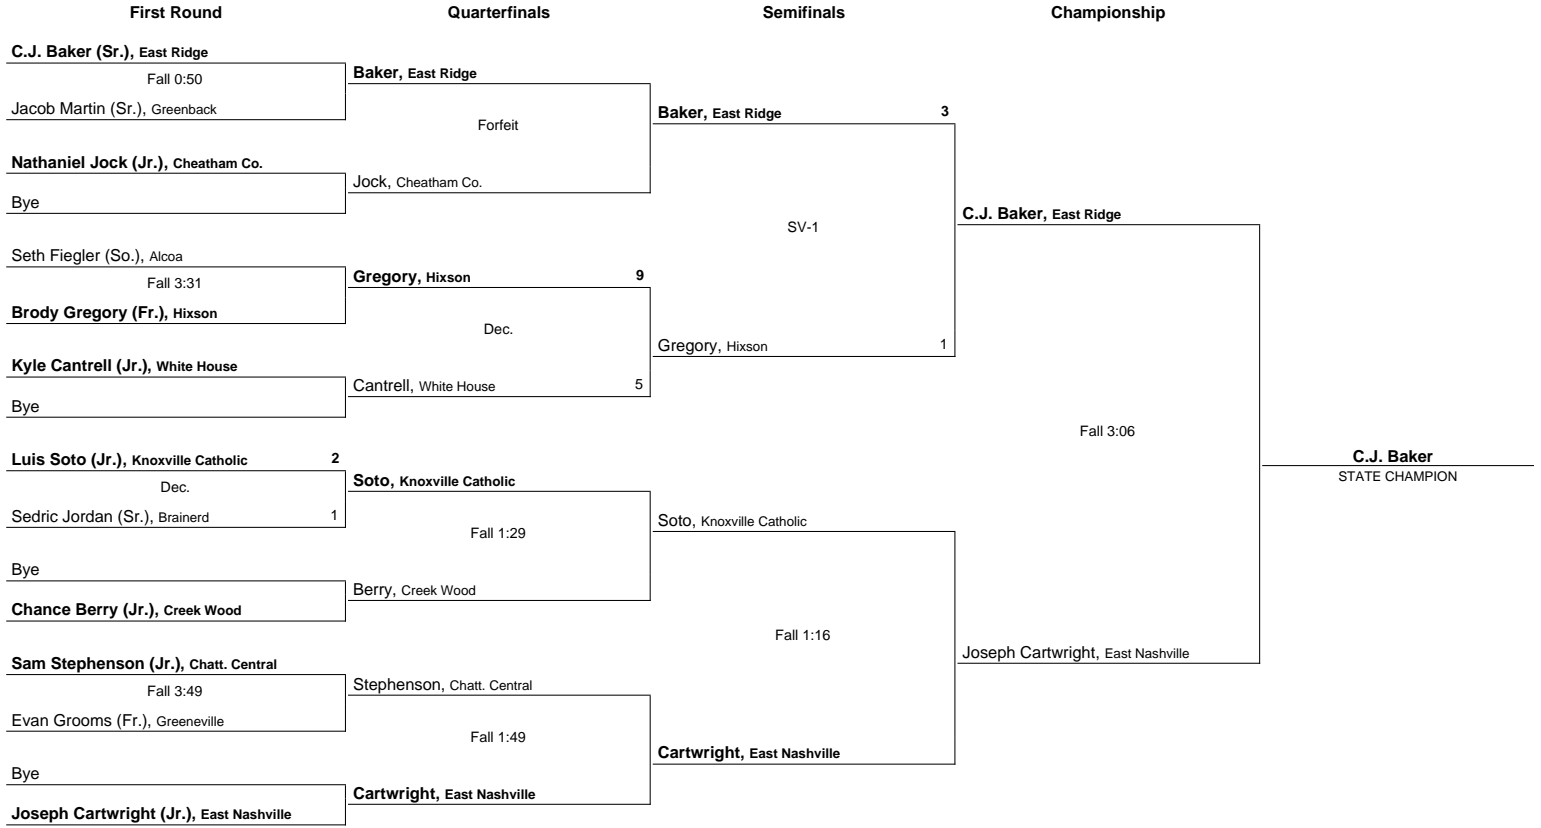 First Round
Quarterfinals
Semifinals
Championship
C.J. Baker (Sr.), East Ridge
Fall 0:50
Jacob Martin (Sr.), Greenback
Nathaniel Jock (Jr.), Cheatham Co.
Bye
Seth Fiegler (So.), Alcoa
Fall 3:31
Brody Gregory (Fr.), Hixson
Kyle Cantrell (Jr.), White House
Bye
Luis Soto (Jr.), Knoxville Catholic 2
Dec.
Sedric Jordan (Sr.), Brainerd 1
Bye
Chance Berry (Jr.), Creek Wood
Sam Stephenson (Jr.), Chatt. Central
Fall 3:49
Evan Grooms (Fr.), Greeneville
Bye
Joseph Cartwright (Jr.), East Nashville
Baker, East Ridge
Forfeit
Jock, Cheatham Co.
Gregory, Hixson 9
Dec.
Cantrell, White House 5
Soto, Knoxville Catholic
Fall 1:29
Berry, Creek Wood
Stephenson, Chatt. Central
Fall 1:49
Cartwright, East Nashville
Baker, East Ridge 3
SV-1
Gregory, Hixson 1
Soto, Knoxville Catholic
Fall 1:16
Cartwright, East Nashville
C.J. Baker, East Ridge
Fall 3:06
Joseph Cartwright, East Nashville
C.J. Baker
STATE CHAMPION